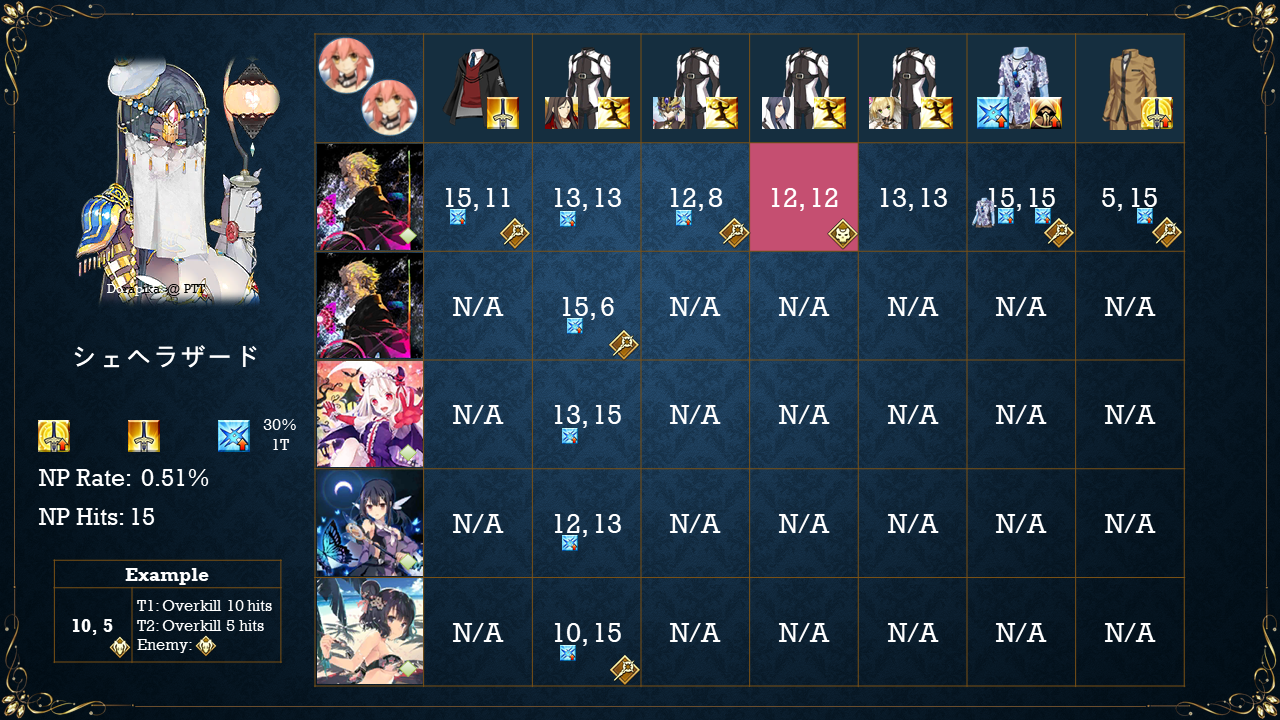 D. rapika @ PTT
シェヘラザード
30%
1T
NP Rate: 0.51%
NP Hits: 15
Example
10, 5
T1: Overkill 10 hits
T2: Overkill 5 hits
Enemy:
15, 11 13, 13 12, 8 12, 12 13, 13 15, 15 5, 15
N/A 15, 6 N/A N/A N/A N/A N/A
N/A 13, 15 N/A N/A N/A N/A N/A
N/A 12, 13 N/A N/A N/A N/A N/A
N/A 10, 15 N/A N/A N/A N/A N/A